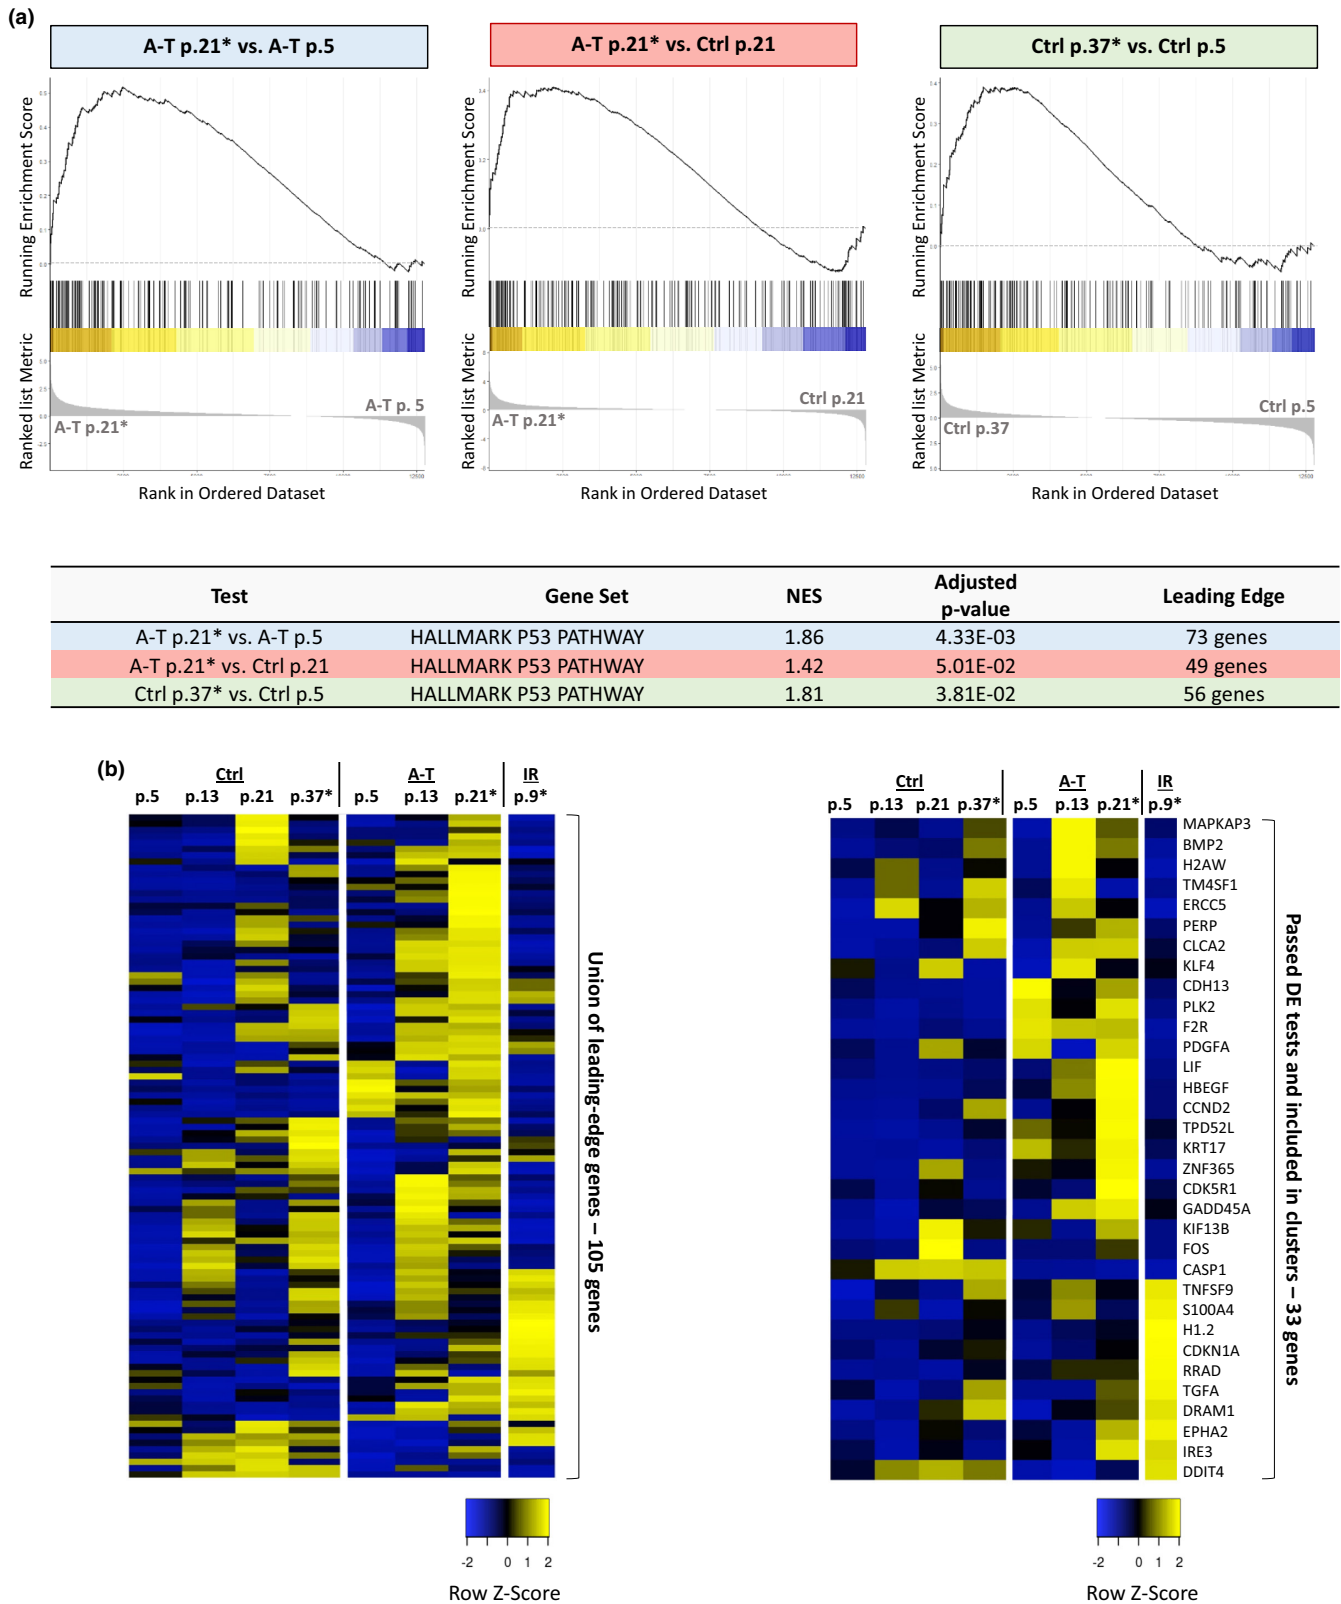 (a)
A-T p.21* vs. A-T p.5
A-T p.21* vs. Ctrl p.21
Ctrl p.37* vs. Ctrl p.5
Running Enrichment Score
Running Enrichment Score
Running Enrichment Score
Ranked list Metric
Ranked list Metric
Ranked list Metric
A-T p. 5
A-T p.21*
Ctrl p.21
A-T p.21*
Ctrl p.5
Ctrl p.37
Rank in Ordered Dataset
Rank in Ordered Dataset
Rank in Ordered Dataset
Test Gene Set NES Adjusted p-value Leading Edge
A-T p.21* vs. A-T p.5 HALLMARK P53 PATHWAY 1.86 4.33E-03 73 genes
A-T p.21* vs. Ctrl p.21 HALLMARK P53 PATHWAY 1.42 5.01E-02 49 genes
Ctrl p.37* vs. Ctrl p.5 HALLMARK P53 PATHWAY 1.81 3.81E-02 56 genes
(b)
Ctrl A-T IR
p.5 p.13 p.21 p.37* p.5 p.13 p.21* p.9*
Union of leading-edge genes – 105 genes
-2 0 1 2
Row Z-Score
Ctrl A-T IR
p.5 p.13 p.21 p.37* p.5 p.13 p.21* p.9*
MAPKAP3
BMP2
H2AW
TM4SF1
ERCC5
PERP
CLCA2
KLF4
CDH13
PLK2
F2R
PDGFA
LIF
HBEGF
CCND2
TPD52L
KRT17
ZNF365
CDK5R1
GADD45A
KIF13B
FOS
CASP1
TNFSF9
S100A4
H1.2
CDKN1A
RRAD
TGFA
DRAM1
EPHA2
IRE3
DDIT4
Passed DE tests and included in clusters – 33 genes
-2 0 1 2
Row Z-Score